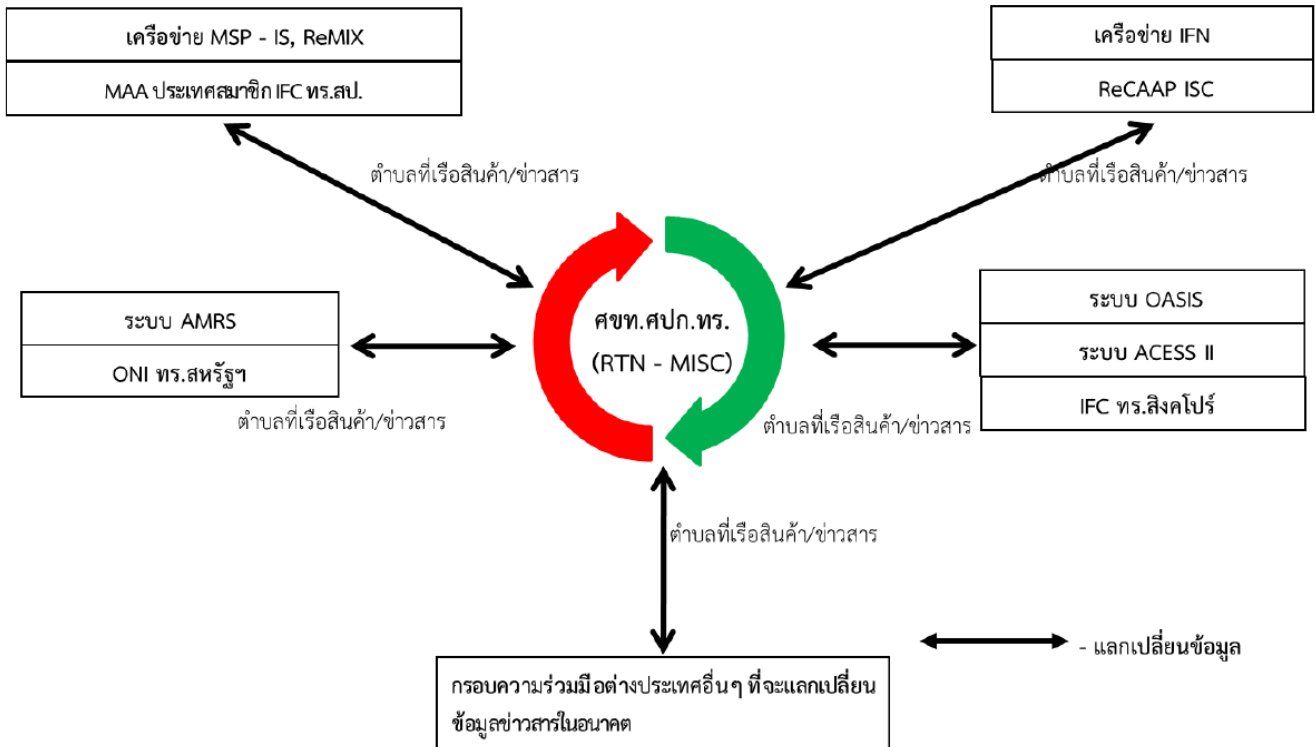 เครือข่าย MSP - IS, ReMIX
MAA ประเทศสมาชิก IFC ทร.สป.
เครือข่าย IFN
ReCAAP ISC
ตำบลที่เรือสินค้า/ข่าวสาร
ตำบลที่เรือสินค้า/ข่าวสาร
ระบบ AMRS
ONI ทร.สหรัฐฯ
ศขท.ศปก.ทร.
(RTN - MISC)
ระบบ OASIS
ระบบ ACESS II
IFC ทร.สิงคโปร์
ตำบลที่เรือสินค้า/ข่าวสาร
ตำบลที่เรือสินค้า/ข่าวสาร
ตำบลที่เรือสินค้า/ข่าวสาร
- แลกเปลี่ยนข้อมูล
กรอบความร่วมมือต่างประเทศอื่นๆ ที่จะแลกเปลี่ยน
ข้อมูลข่าวสารในอนาคต